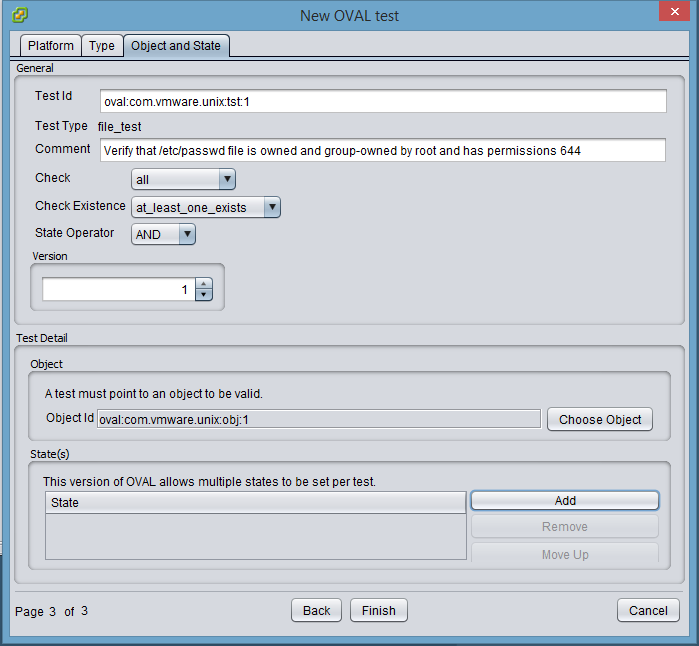 New OVAL test
Platform Type Object and State
General
Test Id oval:com.vmware.unix:tst:1
Test Type file_test
Comment Verify that /etc/passwd file is owned and group-owned by root and has permissions 644
Check all
Check Existence at_least_one_exists
State Operator AND
Version
1
Test Detail
Object
A test must point to an object to be valid.
Object Id oval:com.vmware.unix:obj:1 Choose Object
State(s)
This version of OVAL allows multiple states to be set per test.
State Add
Remove
Move Up
Page 3 of 3 Back Finish Cancel